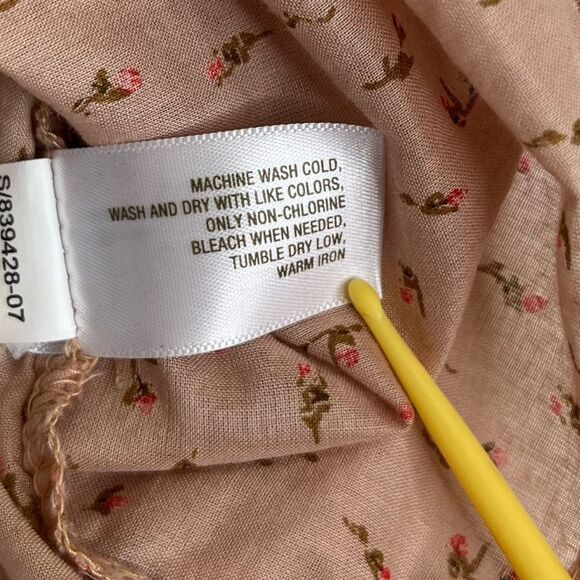 MACHINE WASH COLD,
WASH AND DRY WITH LIKE COLORS,
ONLY NON-CHLORINE
BLEACH WHEN NEEDED,
TUMBLE DRY LOW,
WARM IRON
S/839428-07